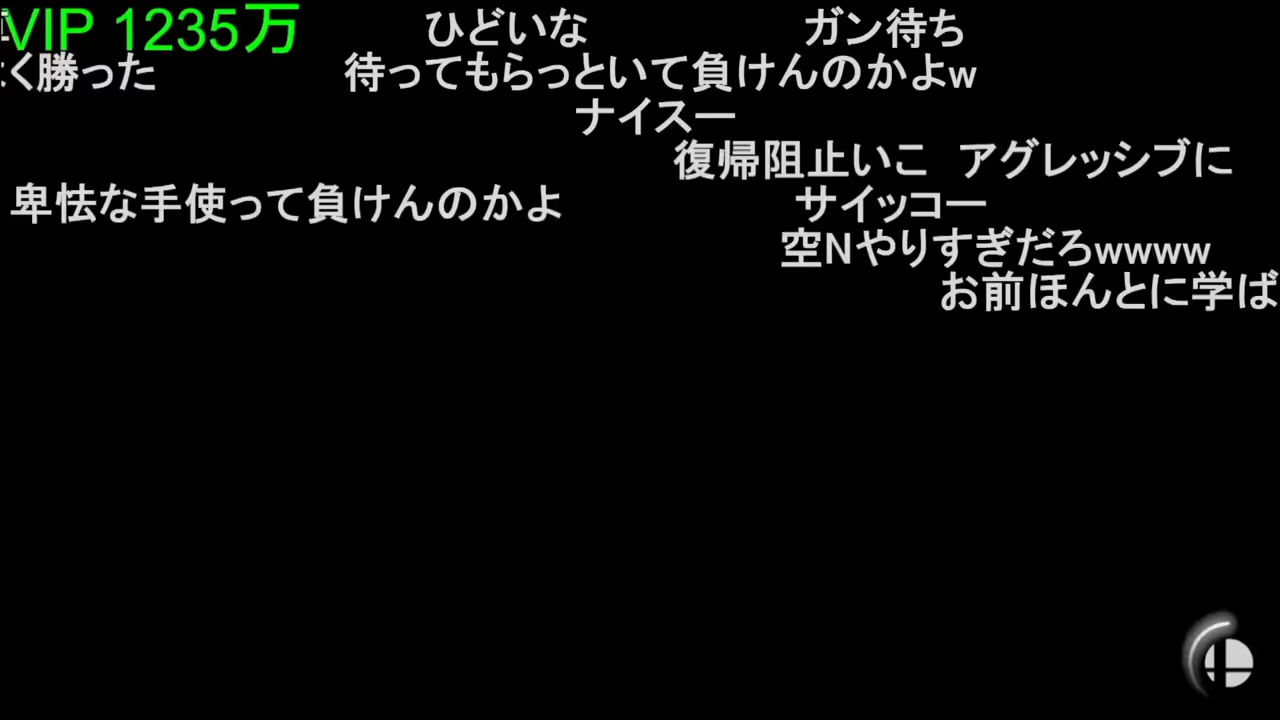 VIP 1235万
ひどいな
ガン待ち
く勝った
待ってもらっといて負けんのかよw
ナイスー
復帰阻止いこ　アグレッシブに
卑怯な手使って負けんのかよ
サイッコー
空Nやりすぎだろwwww
お前ほんとに学ば